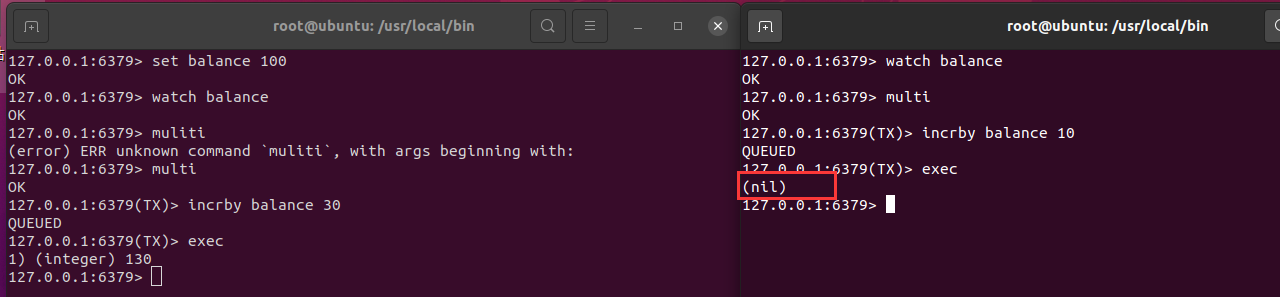 root@ubuntu: /usr/local/bin
127.0.0.1:6379> set balance 100
OK
127.0.0.1:6379> watch balance
OK
127.0.0.1:6379> muliti
(error) ERR unknown command `muliti`, with args beginning with:
127.0.0.1:6379> multi
OK
127.0.0.1:6379(TX)> incrby balance 30
QUEUED
127.0.0.1:6379(TX)> exec
1) (integer) 130
127.0.0.1:6379>
root@ubuntu: /usr/local/bin
127.0.0.1:6379> watch balance
OK
127.0.0.1:6379> multi
OK
127.0.0.1:6379(TX)> incrby balance 10
QUEUED
127.0.0.1:6379(TX)> exec
(nil)
127.0.0.1:6379>